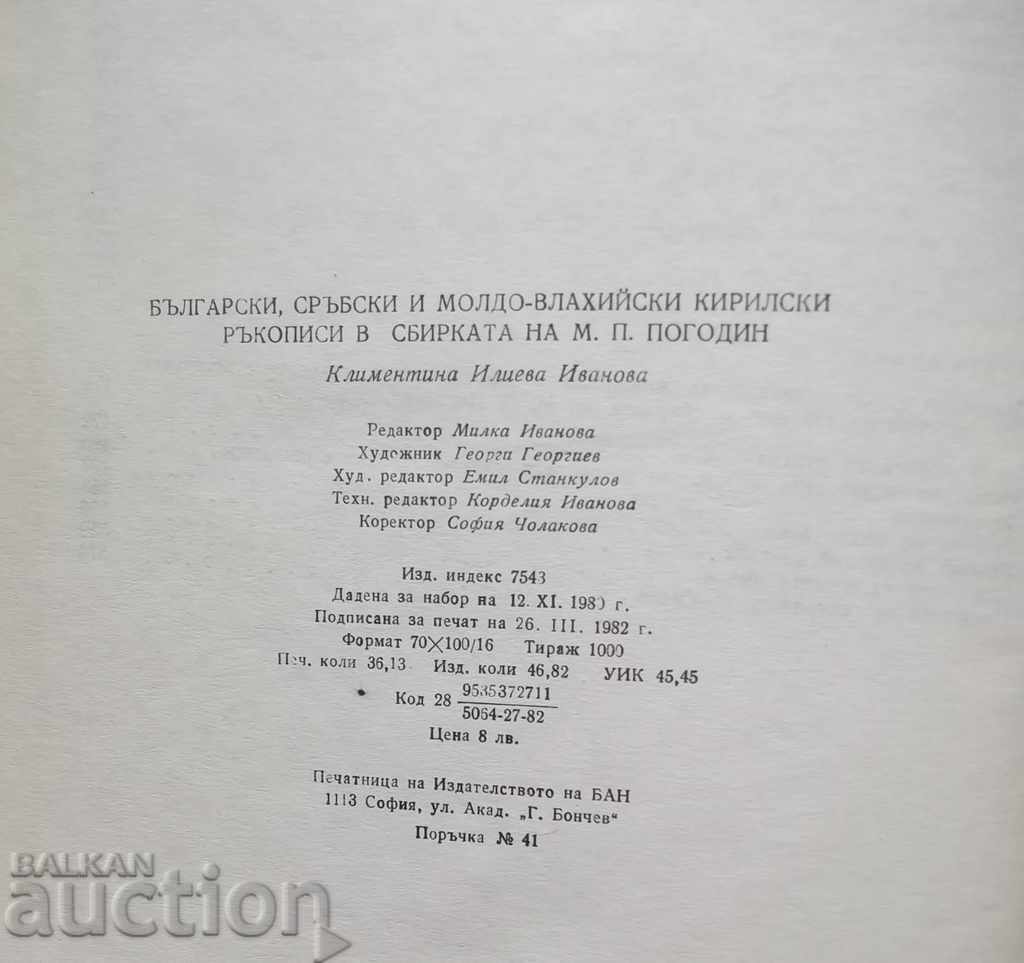 БЪЛГАРСКИ, СРЪБСКИ И МОЛДО-ВЛАХИЙСКИ КИРИЛСКИ
РЪКОПИСИ В СБИРКАТА НА М. П. ПОГОДИН
Климентина Илиева Иванова
Редактор Милка Иванова
Художник Георги Георгиев
Худ. редактор Емил Станкулов
Техн. редактор Корделия Иванова
Коректор София Чолакова
Изд. индекс 7543
Дадена за набор на 12. XI. 1980 г.
Подписана за печат на 26. III. 1982 г.
Формат 70×100/16 Тираж 1000
Печ. коли 36,13 Изд. коли 46,82 УИК 45,45
Код 28 9535372711
5064-27-82
Цена 8 лв.
Печатница на Издателството на БАН
1113 София, ул. Акад. „Г. Бончев“
Поръчка № 41
BALKAN
auction